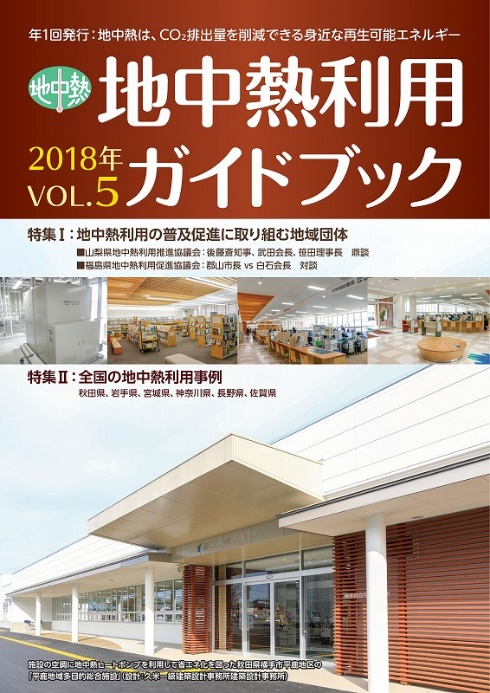 年1回発行：地中熱は、CO₂排出量を削減できる身近な再生可能エネルギー
地中熱
地中熱利用
2018年
VOL.5
ガイドブック
特集Ⅰ：地中熱利用の普及促進に取り組む地域団体
■山梨県地中熱利用推進協議会：後藤斎知事、武田会長、笹田理事長　鼎談
■福島県地中熱利用促進協議会：郡山市長 vs 白石会長　対談
特集Ⅱ：全国の地中熱利用事例
秋田県、岩手県、宮城県、神奈川県、長野県、佐賀県
施設の空調に地中熱ヒートポンプを利用して省エネ化を図った秋田県横手市平鹿地区の
「平鹿地域多目的総合施設」（設計：久米一級建築設計事務所建築設計事務所）